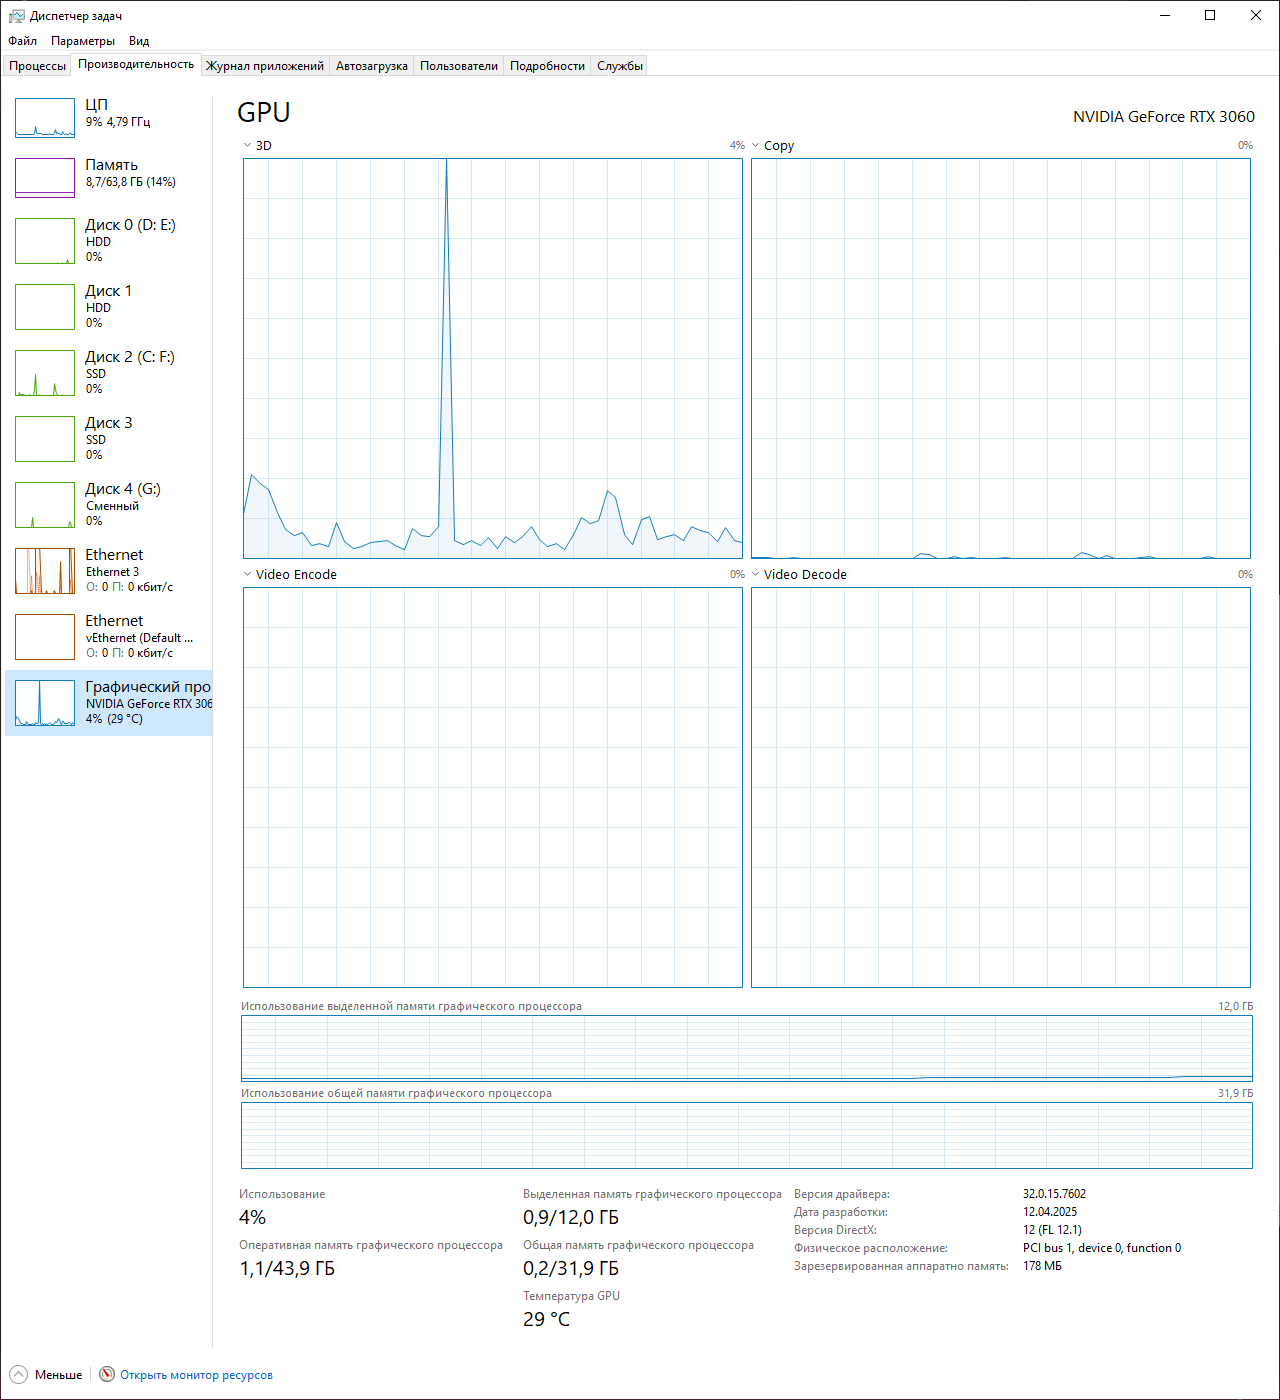 Диспетчер задач
Файл Параметры Вид
Процессы Производительность Журнал приложений Автозагрузка Пользователи Подробности Службы
ЦП
9% 4,79 ГГц
Память
8,7/63,8 ГБ (14%)
Диск 0 (D: E:)
HDD
0%
Диск 1
HDD
0%
Диск 2 (C: F:)
SSD
0%
Диск 3
SSD
0%
Диск 4 (G:)
Сменный
0%
Ethernet
Ethernet 3
О: 0 П: 0 кбит/с
Ethernet
vEthernet (Default ...
О: 0 П: 0 кбит/с
Графический про
NVIDIA GeForce RTX 306
4% (29 °C)
GPU
NVIDIA GeForce RTX 3060
3D 4%
Copy 0%
Video Encode 0%
Video Decode 0%
Использование выделенной памяти графического процессора 12,0 ГБ
Использование общей памяти графического процессора 31,9 ГБ
Использование
4%
Оперативная память графического процессора
1,1/43,9 ГБ
Выделенная память графического процессора
0,9/12,0 ГБ
Общая память графического процессора
0,2/31,9 ГБ
Температура GPU
29 °C
Версия драйвера: 32.0.15.7602
Дата разработки: 12.04.2025
Версия DirectX: 12 (FL 12.1)
Физическое расположение: PCI bus 1, device 0, function 0
Зарезервированная аппаратно память: 178 МБ
Меньше
Открыть монитор ресурсов